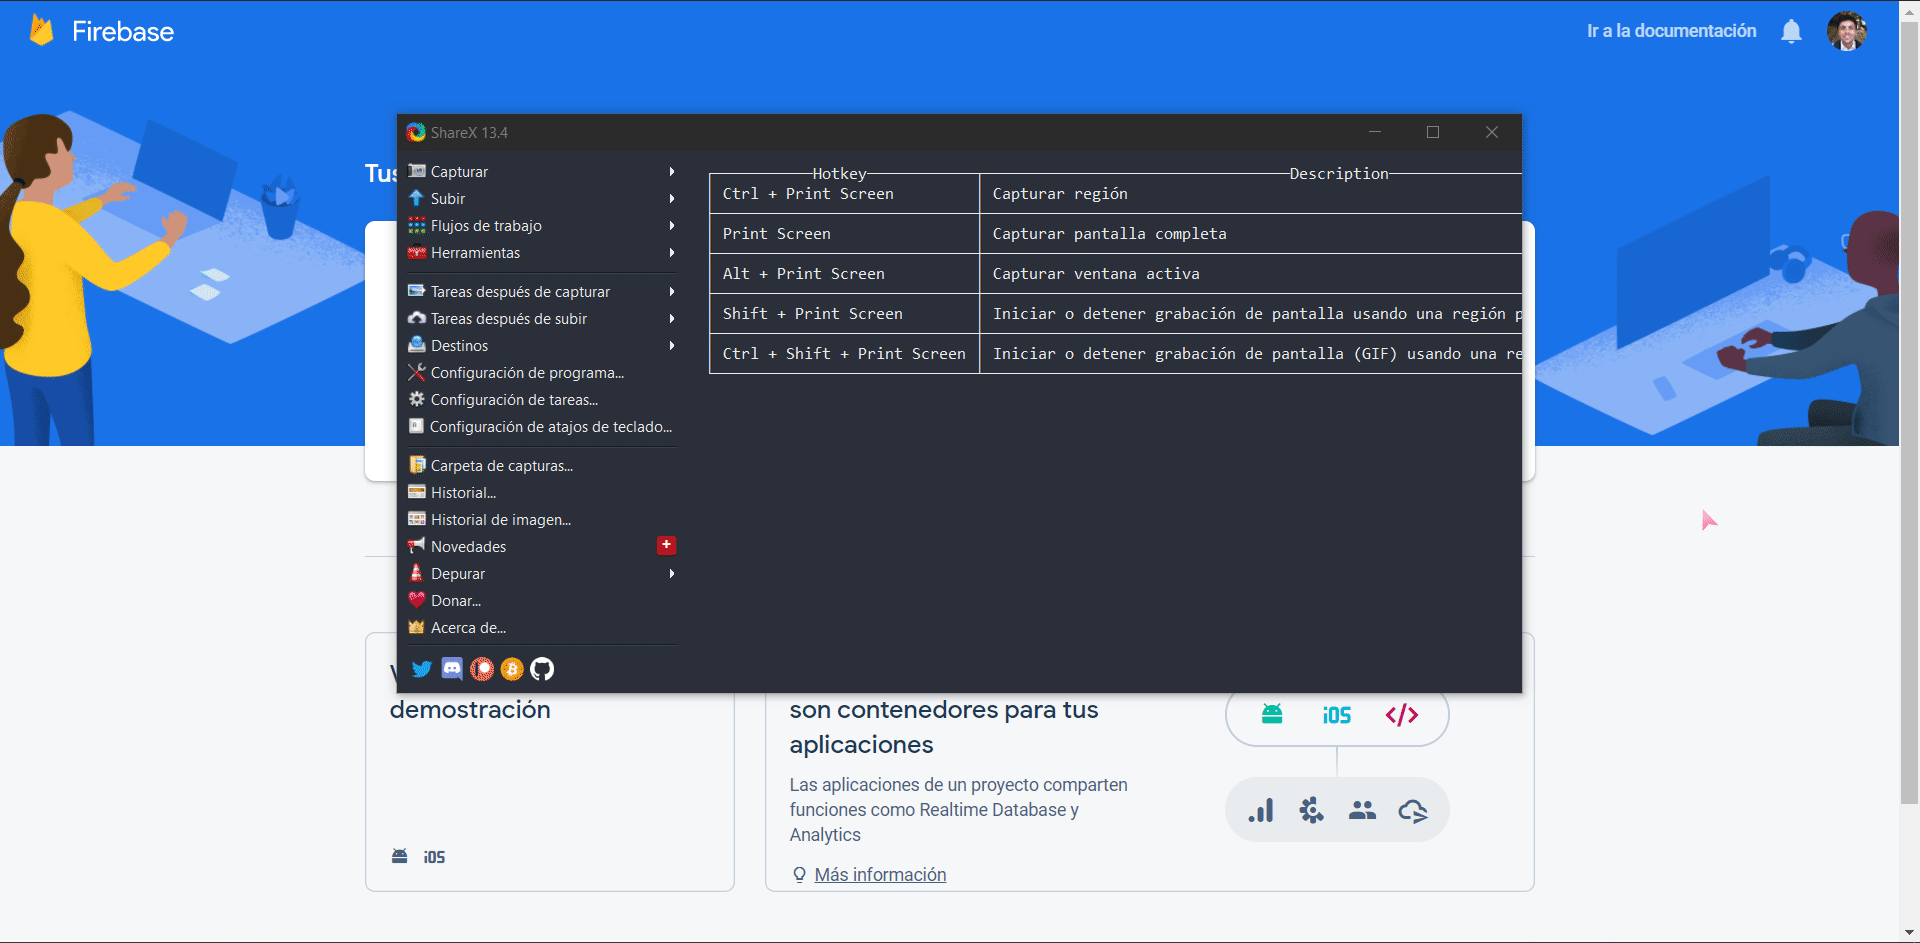 Firebase
Ir a la documentación
Tus
ShareX 13.4
Capturar
Subir
Flujos de trabajo
Herramientas
Tareas después de capturar
Tareas después de subir
Destinos
Configuración de programa...
Configuración de tareas...
Configuración de atajos de teclado...
Carpeta de capturas...
Historial...
Historial de imagen...
Novedades
+
Depurar
Donar...
Acerca de...
Hotkey Description
Ctrl + Print Screen Capturar región
Print Screen Capturar pantalla completa
Alt + Print Screen Capturar ventana activa
Shift + Print Screen Iniciar o detener grabación de pantalla usando una región p
Ctrl + Shift + Print Screen Iniciar o detener grabación de pantalla (GIF) usando una re
demostración
iOS
son contenedores para tus
aplicaciones
Las aplicaciones de un proyecto comparten
funciones como Realtime Database y
Analytics
Más información
iOS